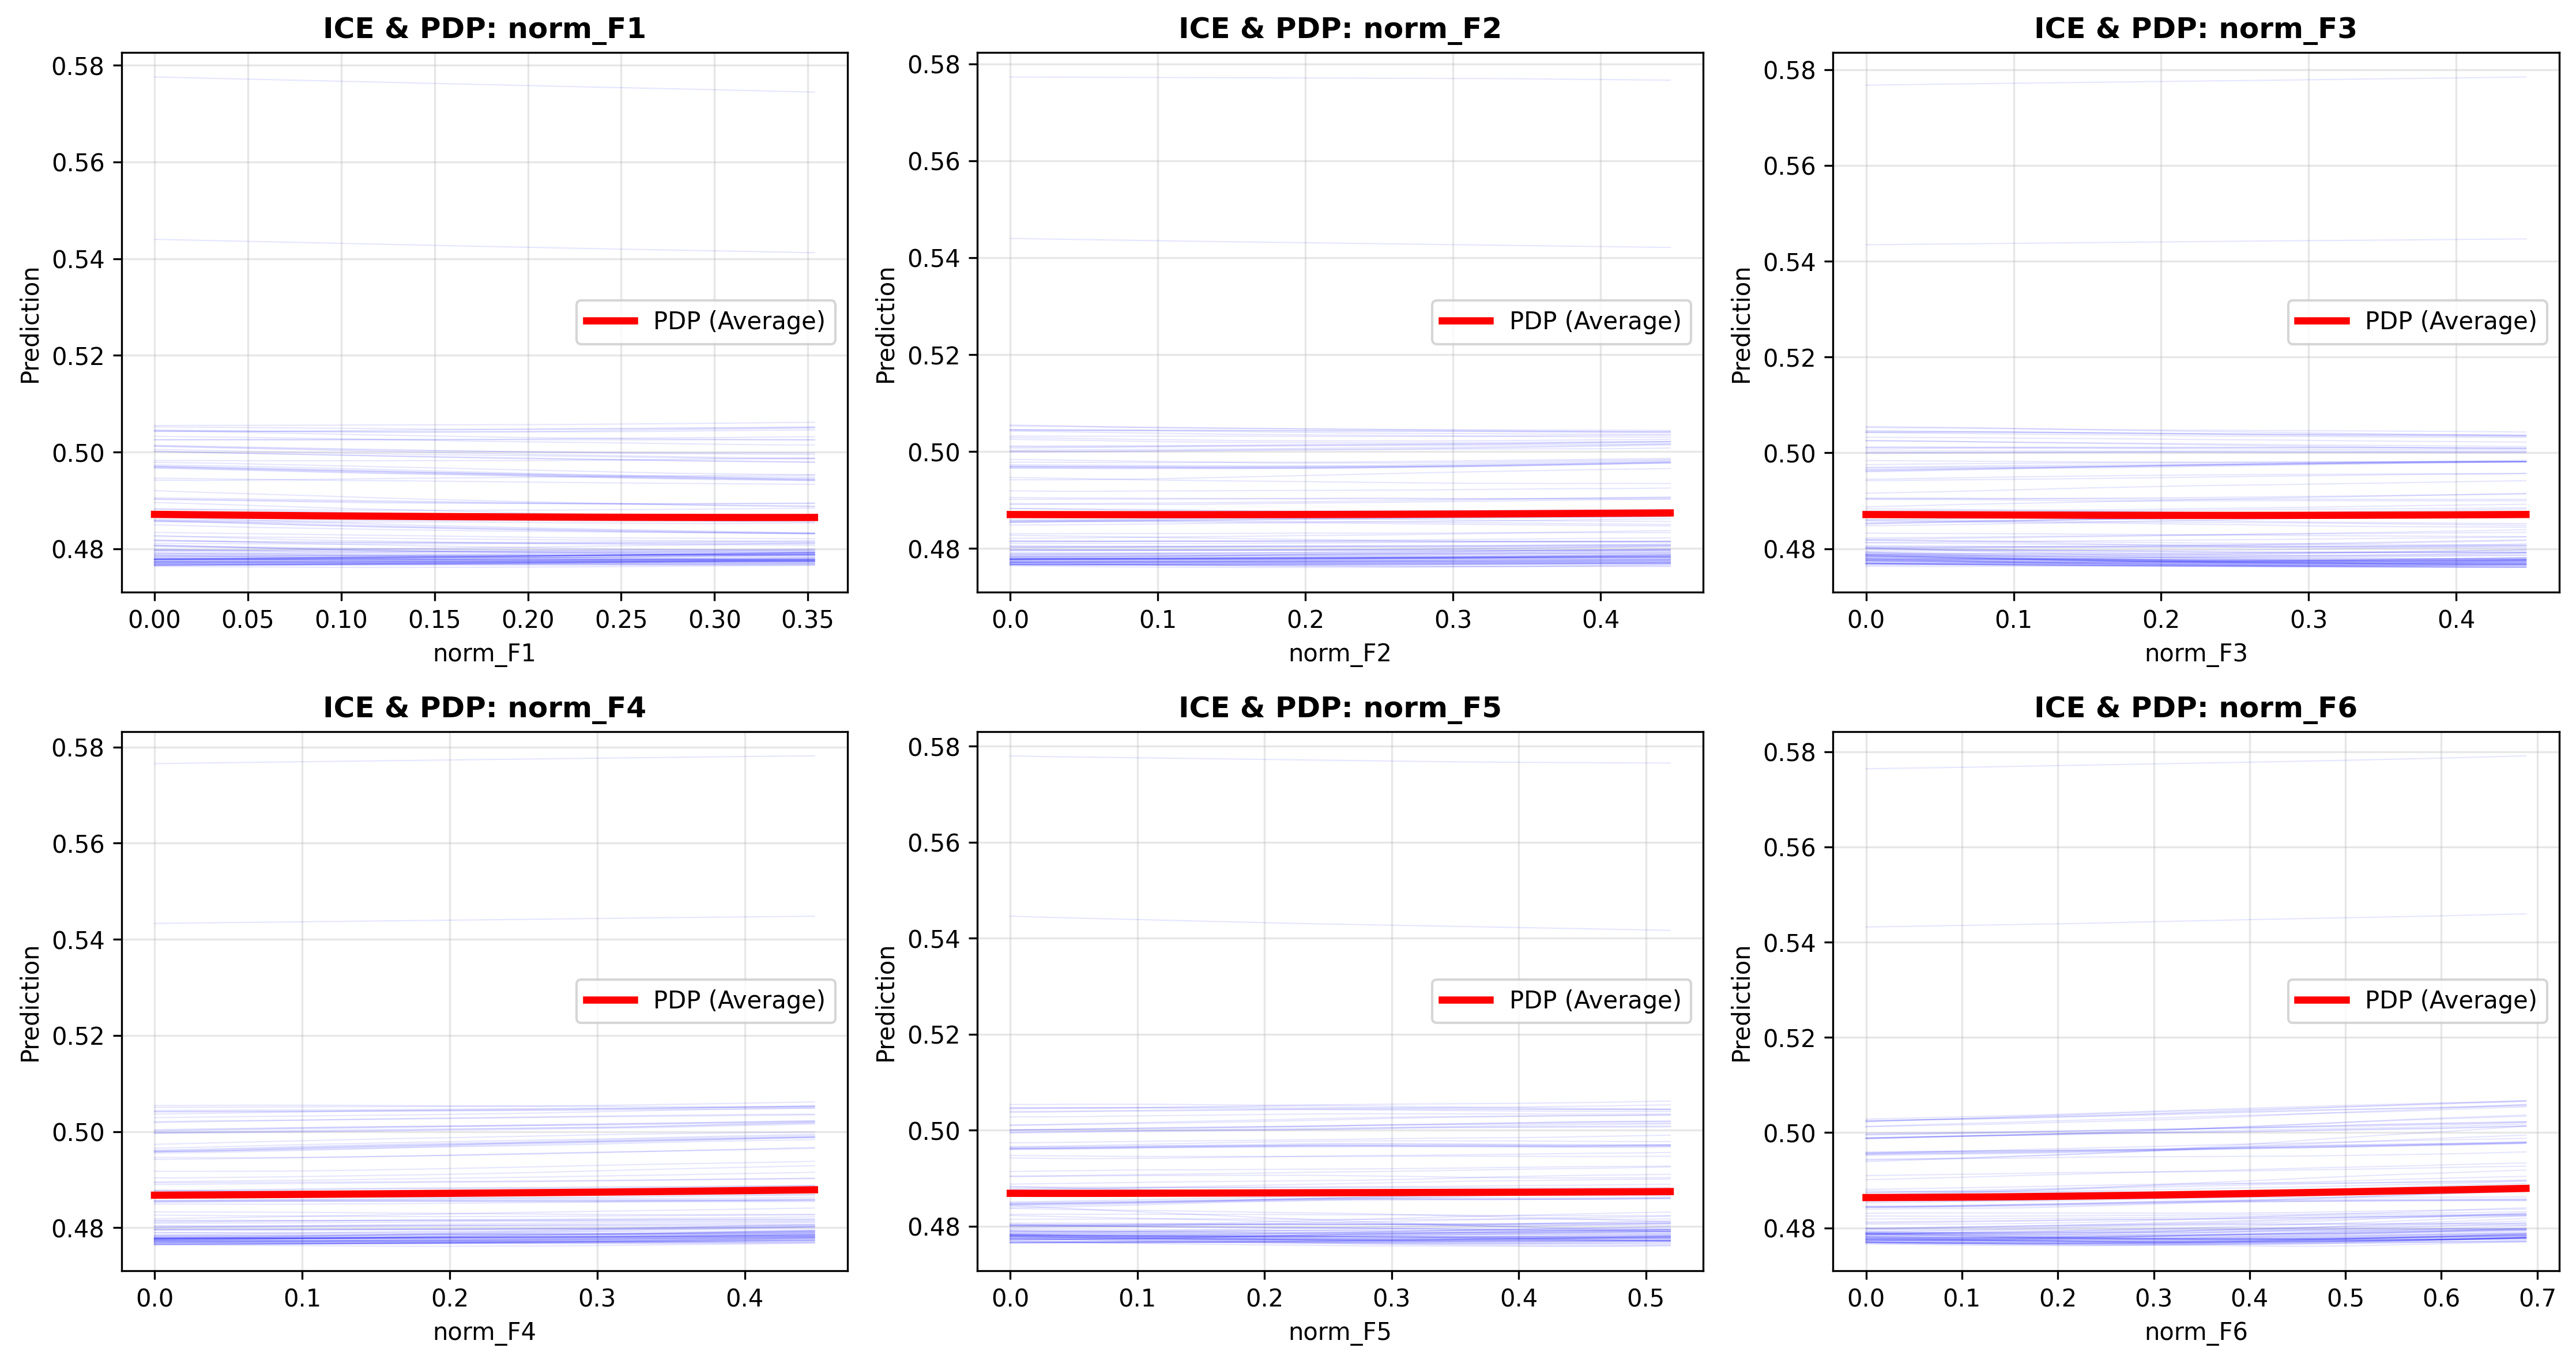 ICE & PDP: norm_F1
0.58
0.56
0.54
0.52
0.50
0.48
Prediction
PDP (Average)
0.00 0.05 0.10 0.15 0.20 0.25 0.30 0.35
norm_F1
ICE & PDP: norm_F2
0.58
0.56
0.54
0.52
0.50
0.48
Prediction
PDP (Average)
0.0 0.1 0.2 0.3 0.4
norm_F2
ICE & PDP: norm_F3
0.58
0.56
0.54
0.52
0.50
0.48
Prediction
PDP (Average)
0.0 0.1 0.2 0.3 0.4
norm_F3
ICE & PDP: norm_F4
0.58
0.56
0.54
0.52
0.50
0.48
Prediction
PDP (Average)
0.0 0.1 0.2 0.3 0.4
norm_F4
ICE & PDP: norm_F5
0.58
0.56
0.54
0.52
0.50
0.48
Prediction
PDP (Average)
0.0 0.1 0.2 0.3 0.4 0.5
norm_F5
ICE & PDP: norm_F6
0.58
0.56
0.54
0.52
0.50
0.48
Prediction
PDP (Average)
0.0 0.1 0.2 0.3 0.4 0.5 0.6 0.7
norm_F6